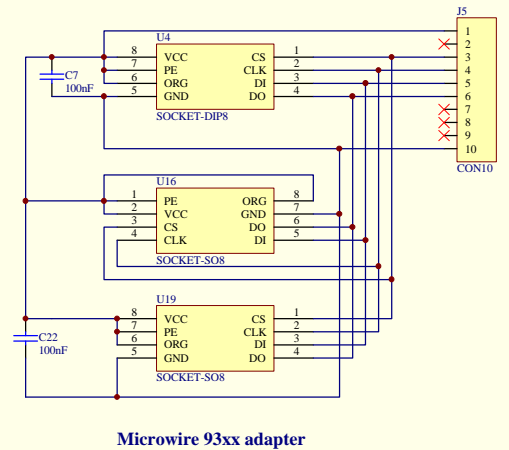 J5
U4
1
8 VCC CS 1
2
7 PE CLK 2
3
6 ORG DI 3
4
5 GND DO 4
5
6
7
8
9
10
C7
100nF
SOCKET-DIP8
CON10
U16
1 PE ORG 8
2 VCC GND 7
3 CS DO 6
4 CLK DI 5
SOCKET-SO8
U19
8 VCC CS 1
7 PE CLK 2
6 ORG DI 3
5 GND DO 4
C22
100nF
SOCKET-SO8
Microwire 93xx adapter